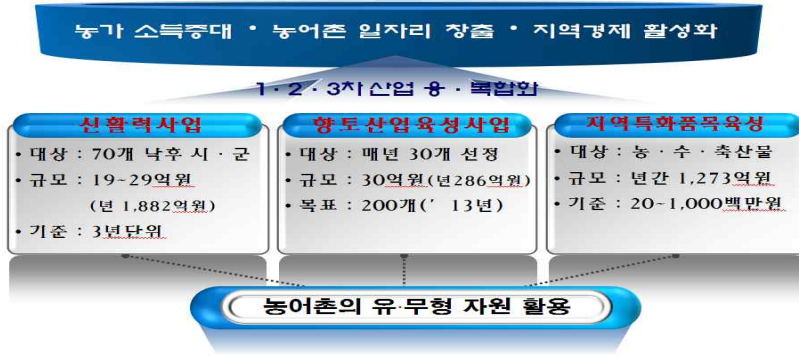 농가 소득증대 • 농어촌 일자리 창출 • 지역경제 활성화
1·2·3차 산업 융·복합화
신활력사업
• 대상 : 70개 낙후 시·군
• 규모 : 19~29억원
(년 1,882억원)
• 기준 : 3년단위
향토산업육성사업
• 대상 : 매년 30개 선정
• 규모 : 30억원(년286억원)
• 목표 : 200개(' 13년)
지역특화품목육성
• 대상 : 농·수·축산물
• 규모 : 년간 1,273억원
• 기준 : 20~1,000백만원
농어촌의 유·무형 자원 활용